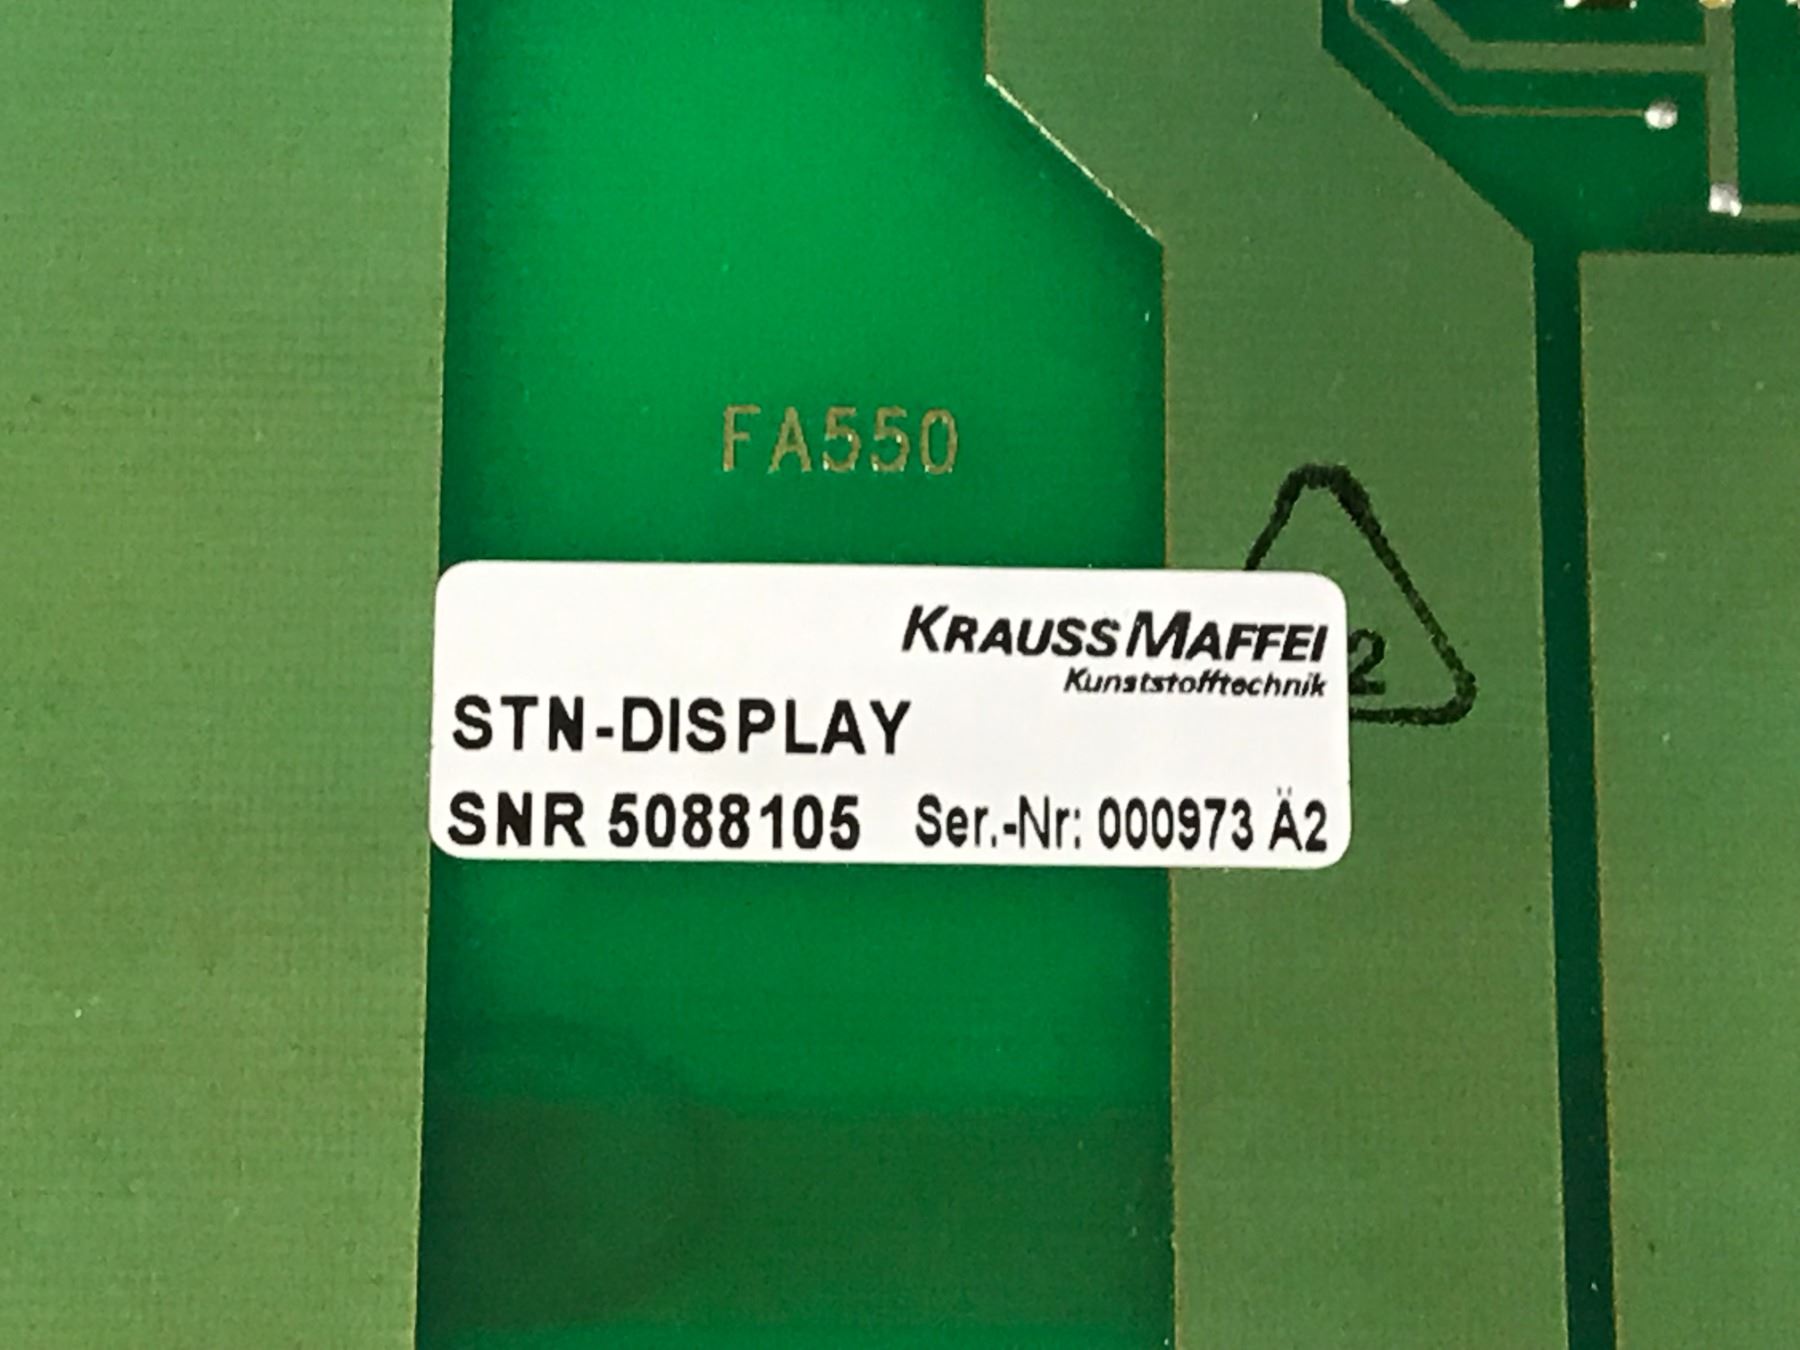 FA550
KRAUSSMAFFEI
Kunststofftechnik
2
STN-DISPLAY
SNR 5088105 Ser.-Nr: 000973 Ä2